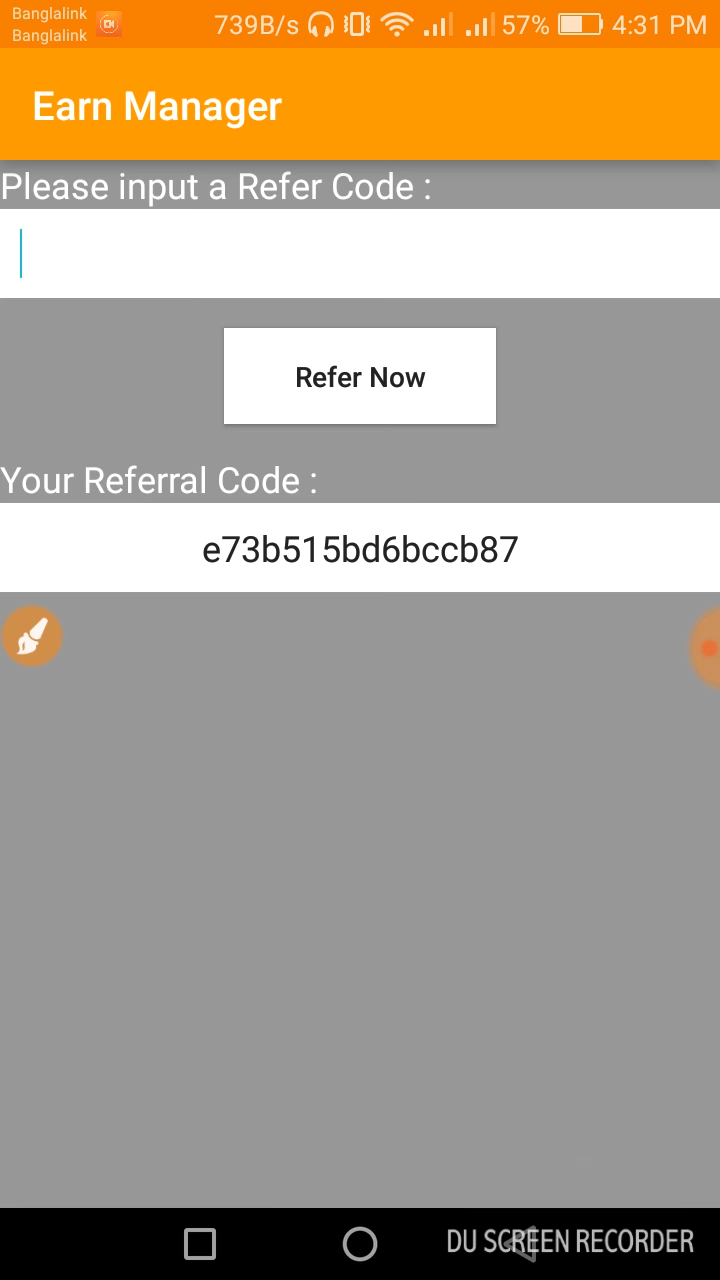 Banglalink
Banglalink
739B/s 57% 4:31 PM
Earn Manager
Please input a Refer Code :
Refer Now
Your Referral Code :
e73b515bd6bccb87
DU SCREEN RECORDER